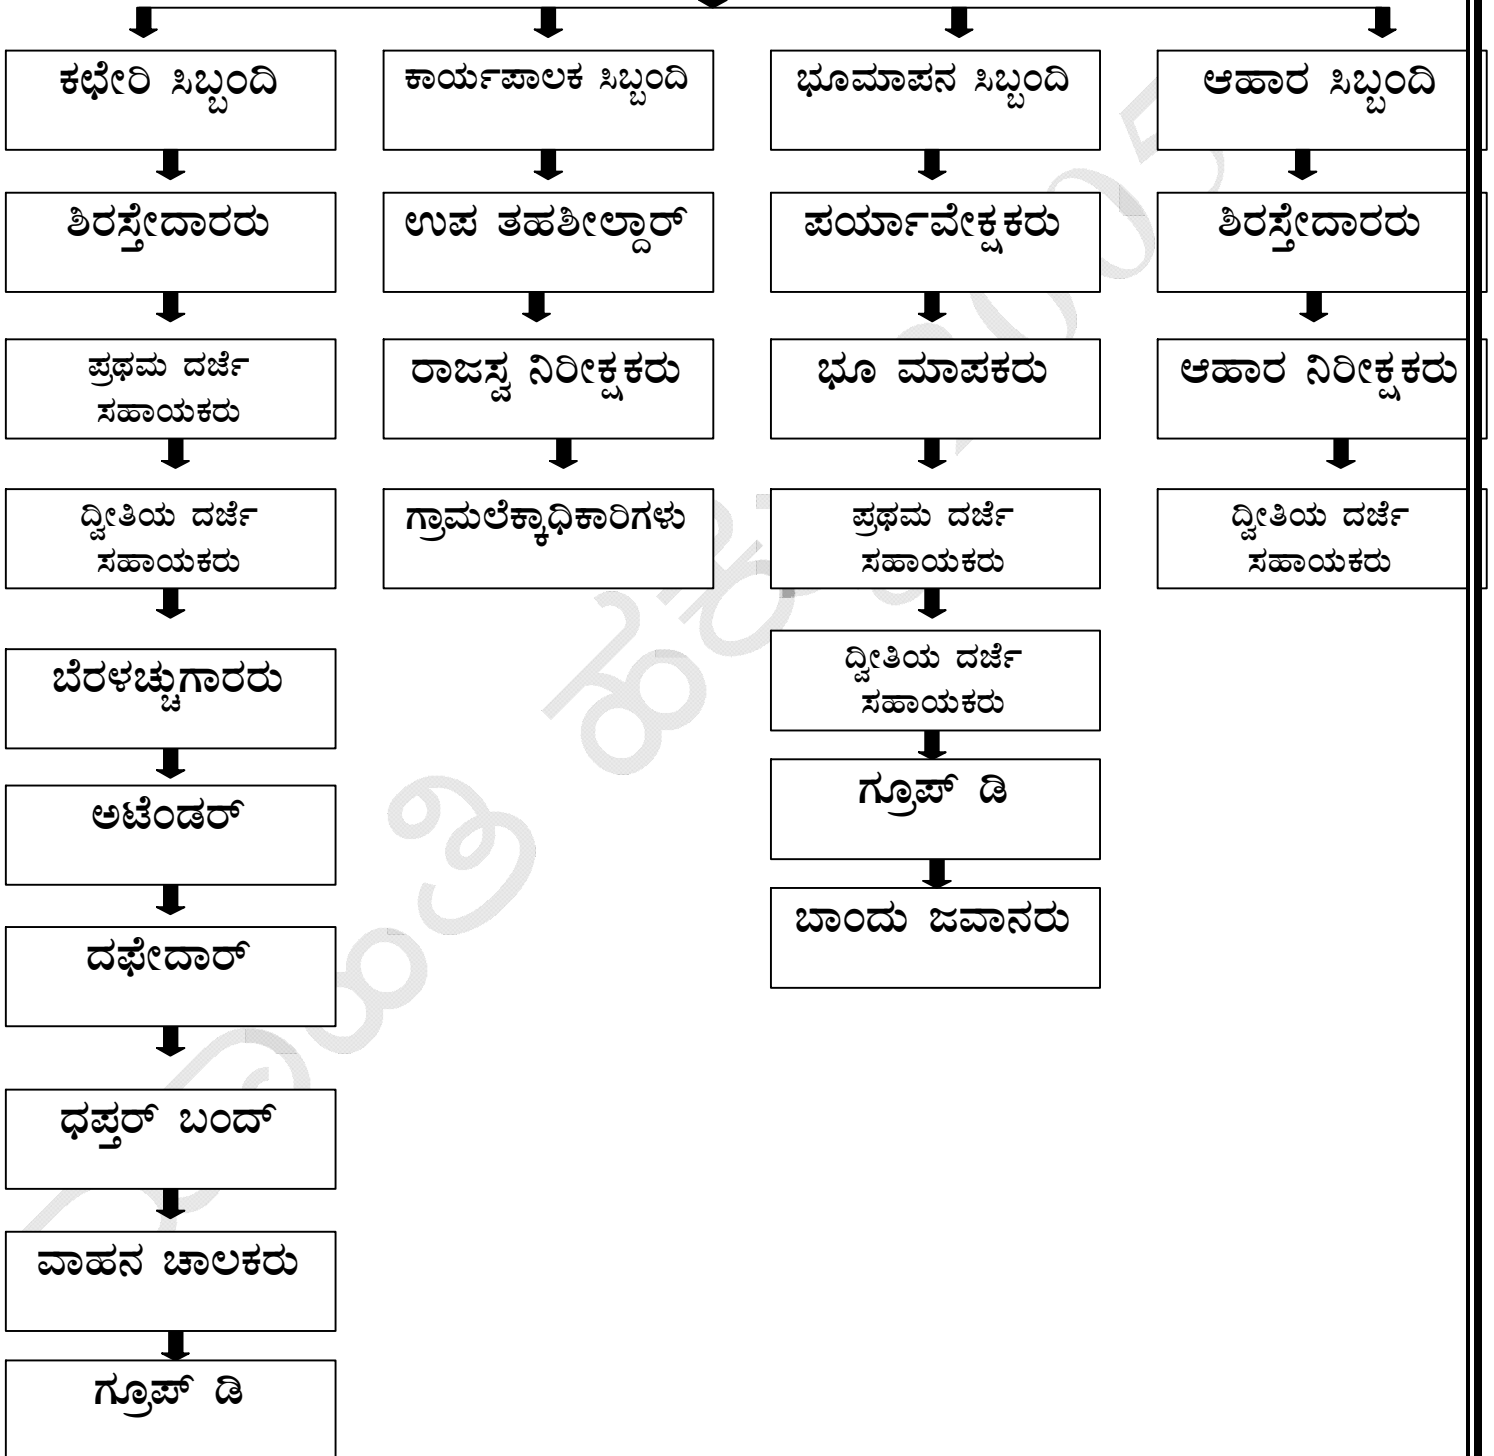 ಕಛೇರಿ ಸಿಬ್ಬಂದಿ
ಶಿರಸ್ತೇದಾರರು
ಪ್ರಥಮ ದರ್ಜೆ
ಸಹಾಯಕರು
ದ್ವಿತೀಯ ದರ್ಜೆ
ಸಹಾಯಕರು
ಬೆರಳಚ್ಚುಗಾರರು
ಅಟೆಂಡರ್
ದಫೇದಾರ್
ಧಪ್ತರ್ ಬಂದ್
ವಾಹನ ಚಾಲಕರು
ಗ್ರೂಪ್ ಡಿ
ಕಾರ್ಯಪಾಲಕ ಸಿಬ್ಬಂದಿ
ಉಪ ತಹಶೀಲ್ದಾರ್
ರಾಜಸ್ವ ನಿರೀಕ್ಷಕರು
ಗ್ರಾಮಲೆಕ್ಕಾಧಿಕಾರಿಗಳು
ಭೂಮಾಪನ ಸಿಬ್ಬಂದಿ
ಪರ್ಯಾವೇಕ್ಷಕರು
ಭೂ ಮಾಪಕರು
ಪ್ರಥಮ ದರ್ಜೆ
ಸಹಾಯಕರು
ದ್ವಿತೀಯ ದರ್ಜೆ
ಸಹಾಯಕರು
ಗ್ರೂಪ್ ಡಿ
ಬಾಂದು ಜವಾನರು
ಆಹಾರ ಸಿಬ್ಬಂದಿ
ಶಿರಸ್ತೇದಾರರು
ಆಹಾರ ನಿರೀಕ್ಷಕರು
ದ್ವಿತೀಯ ದರ್ಜೆ
ಸಹಾಯಕರು